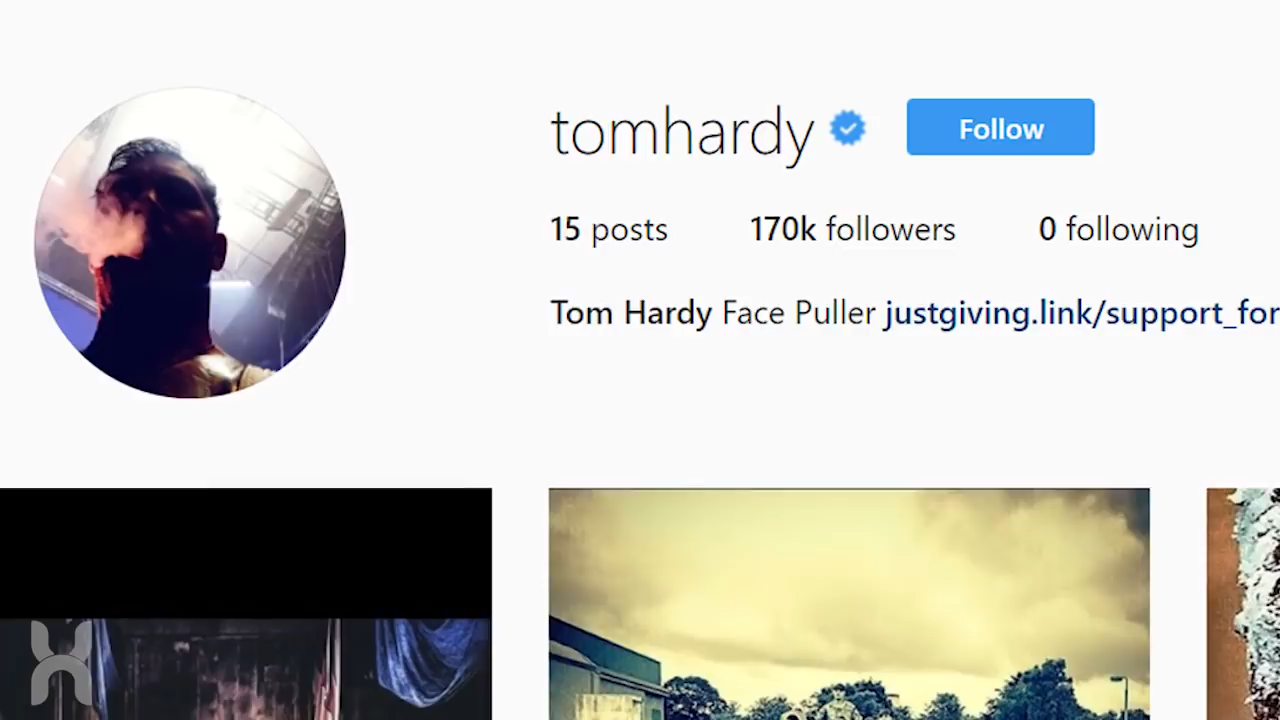 tomhardy
Follow
15 posts 170k followers 0 following
Tom Hardy Face Puller justgiving.link/support_for